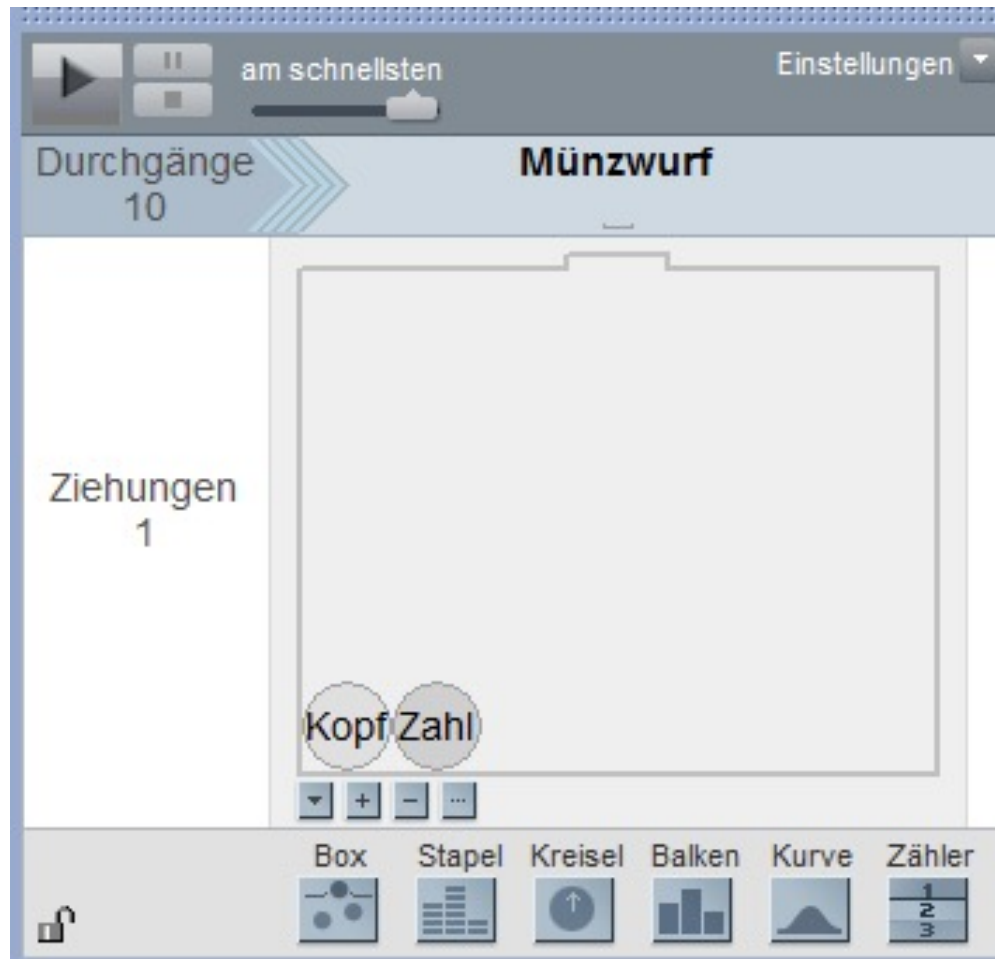 am schnellsten
Einstellungen
Durchgänge
10
Münzwurf
Ziehungen
1
Kopf Zahl
Box Stapel Kreisel Balken Kurve Zähler
1
2
3